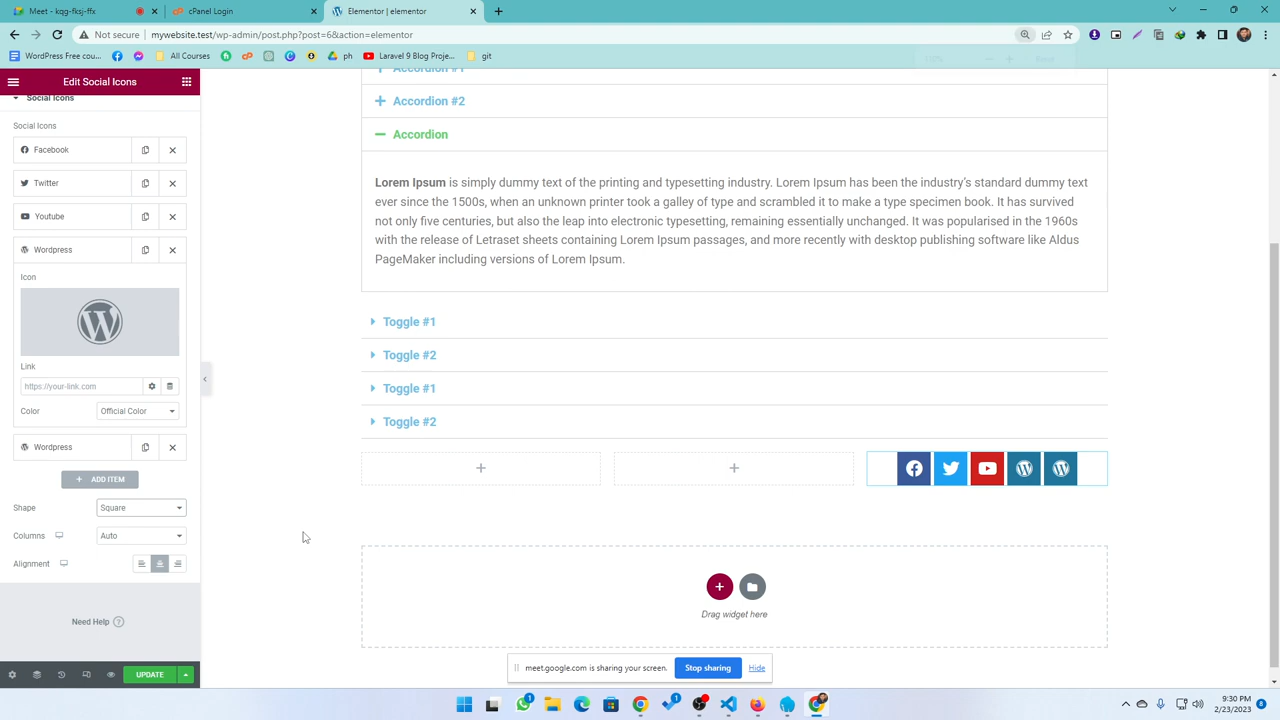 Meet - kqg-fksj-ffx
WordPress Tutorial Icon
Elementor | elementor
Not secure | mywebsite.test/wp-admin/post.php?post=6&action=elementor
WordPress Free cou...
ph
Laravel 9 Blog Proje...
All Courses
git
Edit Social Icons
Social Icons
Social Icons
Facebook
Twitter
Youtube
Wordpress
Icon
Link
https://your-link.com
Color
Official Color
Wordpress
ADD ITEM
Shape
Square
Columns
Auto
Alignment
Need Help
UPDATE
Accordion #1
Accordion #2
Accordion
Lorem Ipsum is simply dummy text of the printing and typesetting industry. Lorem Ipsum has been the industry's standard dummy text
ever since the 1500s, when an unknown printer took a galley of type and scrambled it to make a type specimen book. It has survived
not only five centuries, but also the leap into electronic typesetting, remaining essentially unchanged. It was popularised in the 1960s
with the release of Letraset sheets containing Lorem Ipsum passages, and more recently with desktop publishing software like Aldus
PageMaker including versions of Lorem Ipsum.
Toggle #1
Toggle #2
Toggle #1
Toggle #2
Drag widget here
meet.google.com is sharing your screen.
Stop sharing
Hide
9:30 PM
2/23/2023